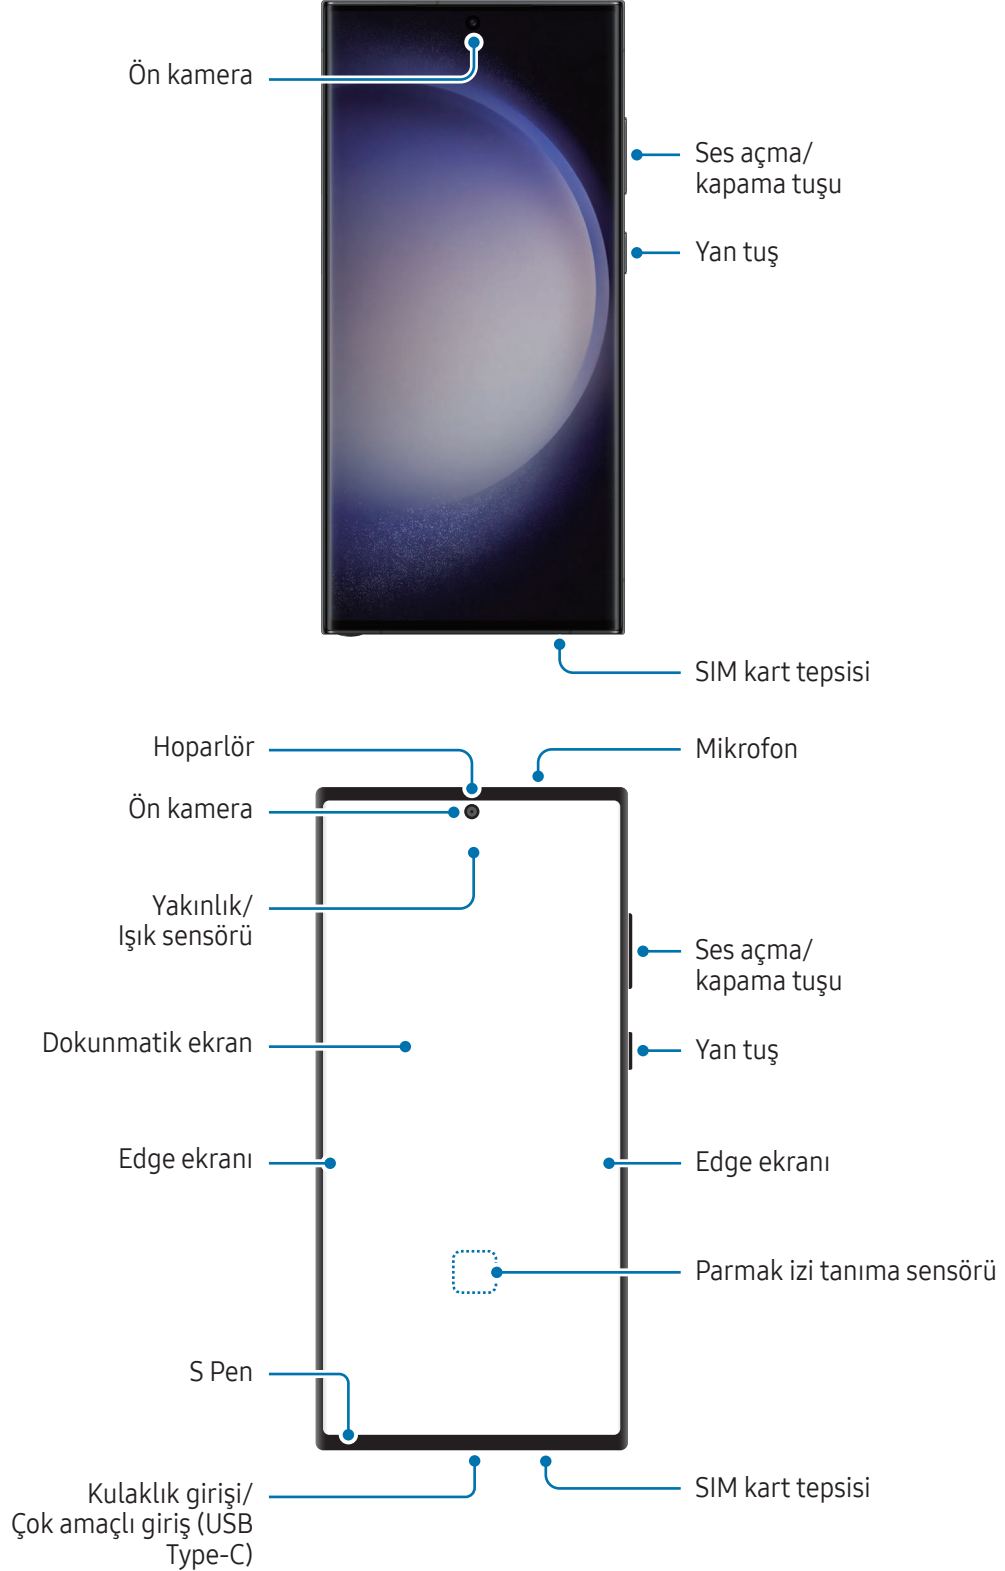 Ön kamera
Ses açma/
kapama tuşu
Yan tuş
SIM kart tepsisi
Hoparlör
Mikrofon
Ön kamera
Yakınlık/
Işık sensörü
Ses açma/
kapama tuşu
Dokunmatik ekran
Yan tuş
Edge ekranı
Edge ekranı
Parmak izi tanıma sensörü
S Pen
Kulaklık girişi/
Çok amaçlı giriş (USB
Type-C)
SIM kart tepsisi